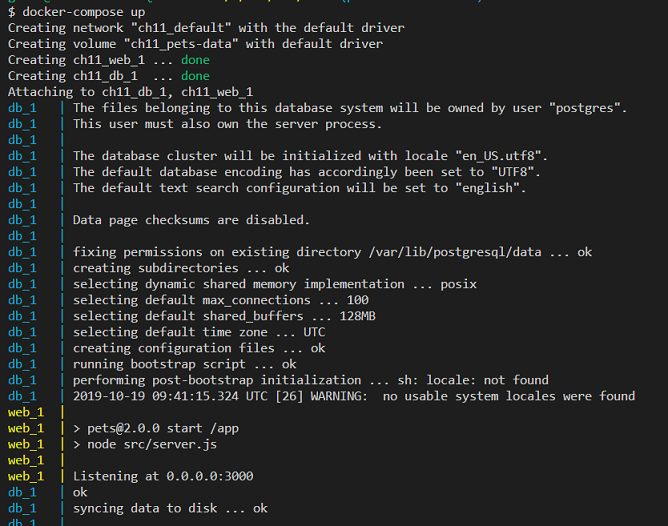 $ docker-compose up
Creating network "ch11_default" with the default driver
Creating volume "ch11_pets-data" with default driver
Creating ch11_web_1 ... done
Creating ch11_db_1  ... done
Attaching to ch11_db_1, ch11_web_1
db_1   | The files belonging to this database system will be owned by user "postgres".
db_1   | This user must also own the server process.
db_1   |
db_1   | The database cluster will be initialized with locale "en_US.utf8".
db_1   | The default database encoding has accordingly been set to "UTF8".
db_1   | The default text search configuration will be set to "english".
db_1   |
db_1   | Data page checksums are disabled.
db_1   |
db_1   | fixing permissions on existing directory /var/lib/postgresql/data ... ok
db_1   | creating subdirectories ... ok
db_1   | selecting dynamic shared memory implementation ... posix
db_1   | selecting default max_connections ... 100
db_1   | selecting default shared_buffers ... 128MB
db_1   | selecting default time zone ... UTC
db_1   | creating configuration files ... ok
db_1   | running bootstrap script ... ok
db_1   | performing post-bootstrap initialization ... sh: locale: not found
db_1   | 2019-10-19 09:41:15.324 UTC [26] WARNING:  no usable system locales were found
web_1  |
web_1  | > pets@2.0.0 start /app
web_1  | > node src/server.js
web_1  |
web_1  | Listening at 0.0.0.0:3000
db_1   | ok
db_1   | syncing data to disk ... ok
db_1   |